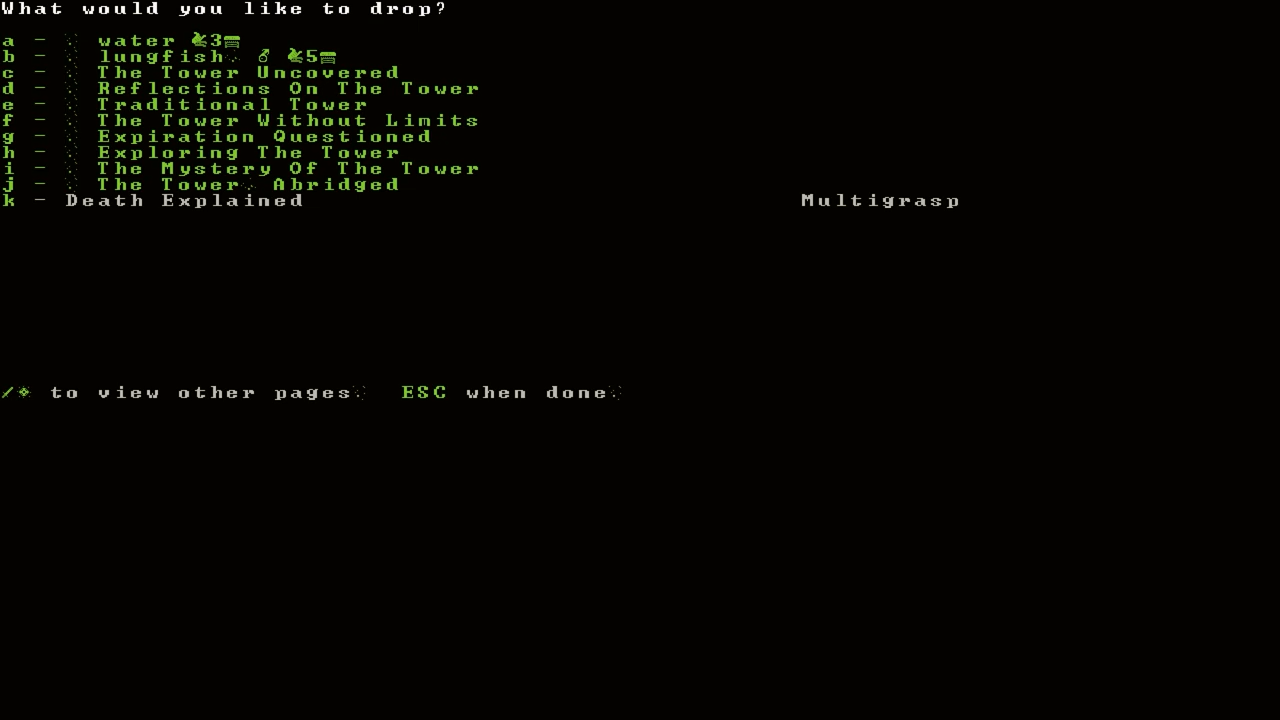 What would you like to drop?
a - water 3
b - lungfish ♂ 5
c - The Tower Uncovered
d - Reflections On The Tower
e - Traditional Tower
f - The Tower Without Limits
g - Expiration Questioned
h - Exploring The Tower
i - The Mystery Of The Tower
j - The Tower Abridged
k - Death Explained Multigrasp
/ to view other pages ESC when done